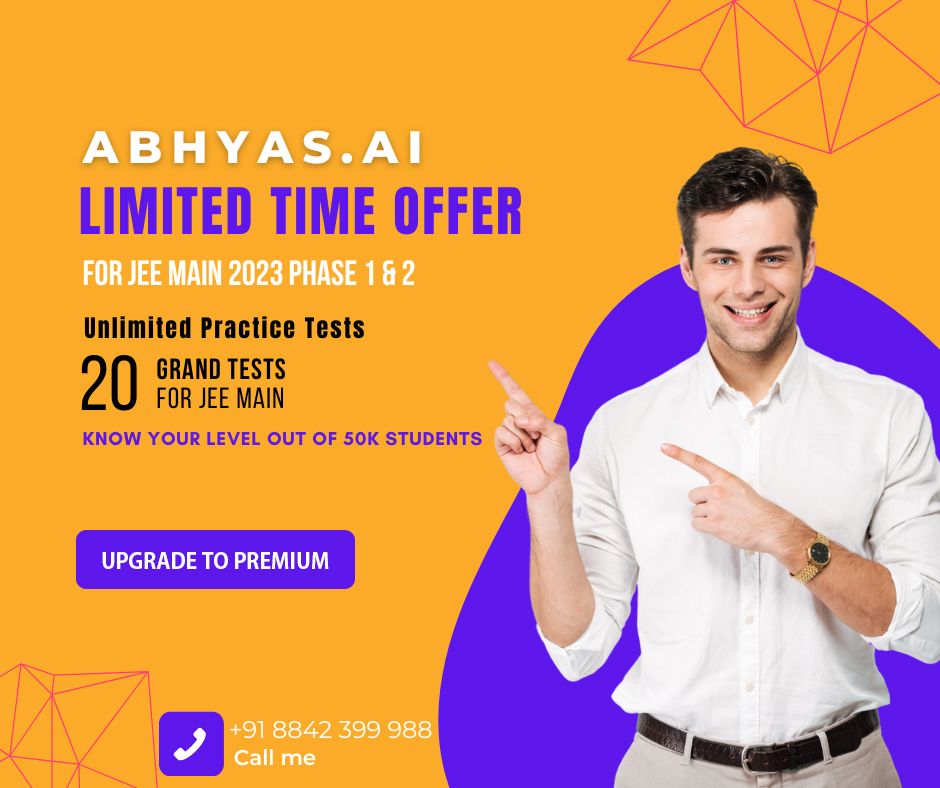 ABHYAS.AI
LIMITED TIME OFFER
FOR JEE MAIN 2023 PHASE 1 & 2
Unlimited Practice Tests
20 GRAND TESTS
FOR JEE MAIN
KNOW YOUR LEVEL OUT OF 50K STUDENTS
UPGRADE TO PREMIUM
+91 8842 399 988
Call me